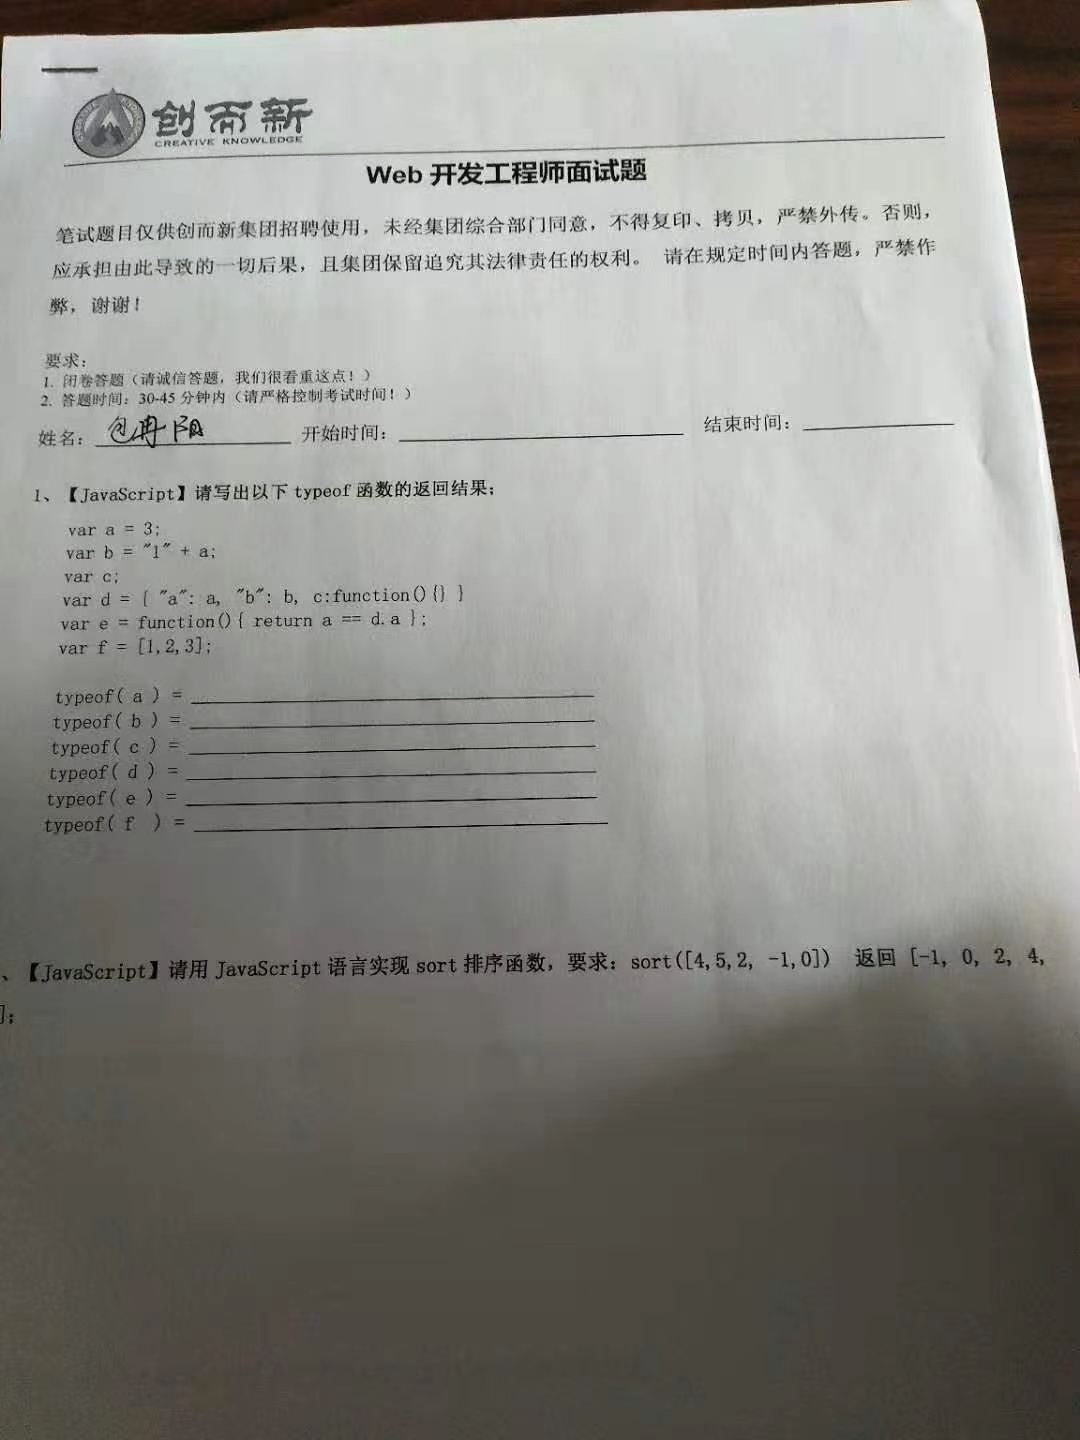 创而新
CREATIVE KNOWLEDGE
Web 开发工程师面试题
笔试题目仅供创而新集团招聘使用，未经集团综合部门同意，不得复印、拷贝，严禁外传。否则，
应承担由此导致的一切后果，且集团保留追究其法律责任的权利。 请在规定时间内答题，严禁作
弊，谢谢！
要求：
1. 闭卷答题（请诚信答题，我们很看重这点！）
2. 答题时间：30-45 分钟内（请严格控制考试时间！）
姓名： 包冉阳 开始时间： 结束时间：
1、【JavaScript】请写出以下 typeof 函数的返回结果：
var a = 3;
var b = "1" + a;
var c;
var d = { "a": a, "b": b, c:function(){} }
var e = function(){ return a == d.a };
var f = [1,2,3];
typeof( a ) =
typeof( b ) =
typeof( c ) =
typeof( d ) =
typeof( e ) =
typeof( f ) =
、【JavaScript】请用 JavaScript 语言实现 sort 排序函数，要求：sort([4,5,2, -1,0]) 返回 [-1, 0, 2, 4,
];